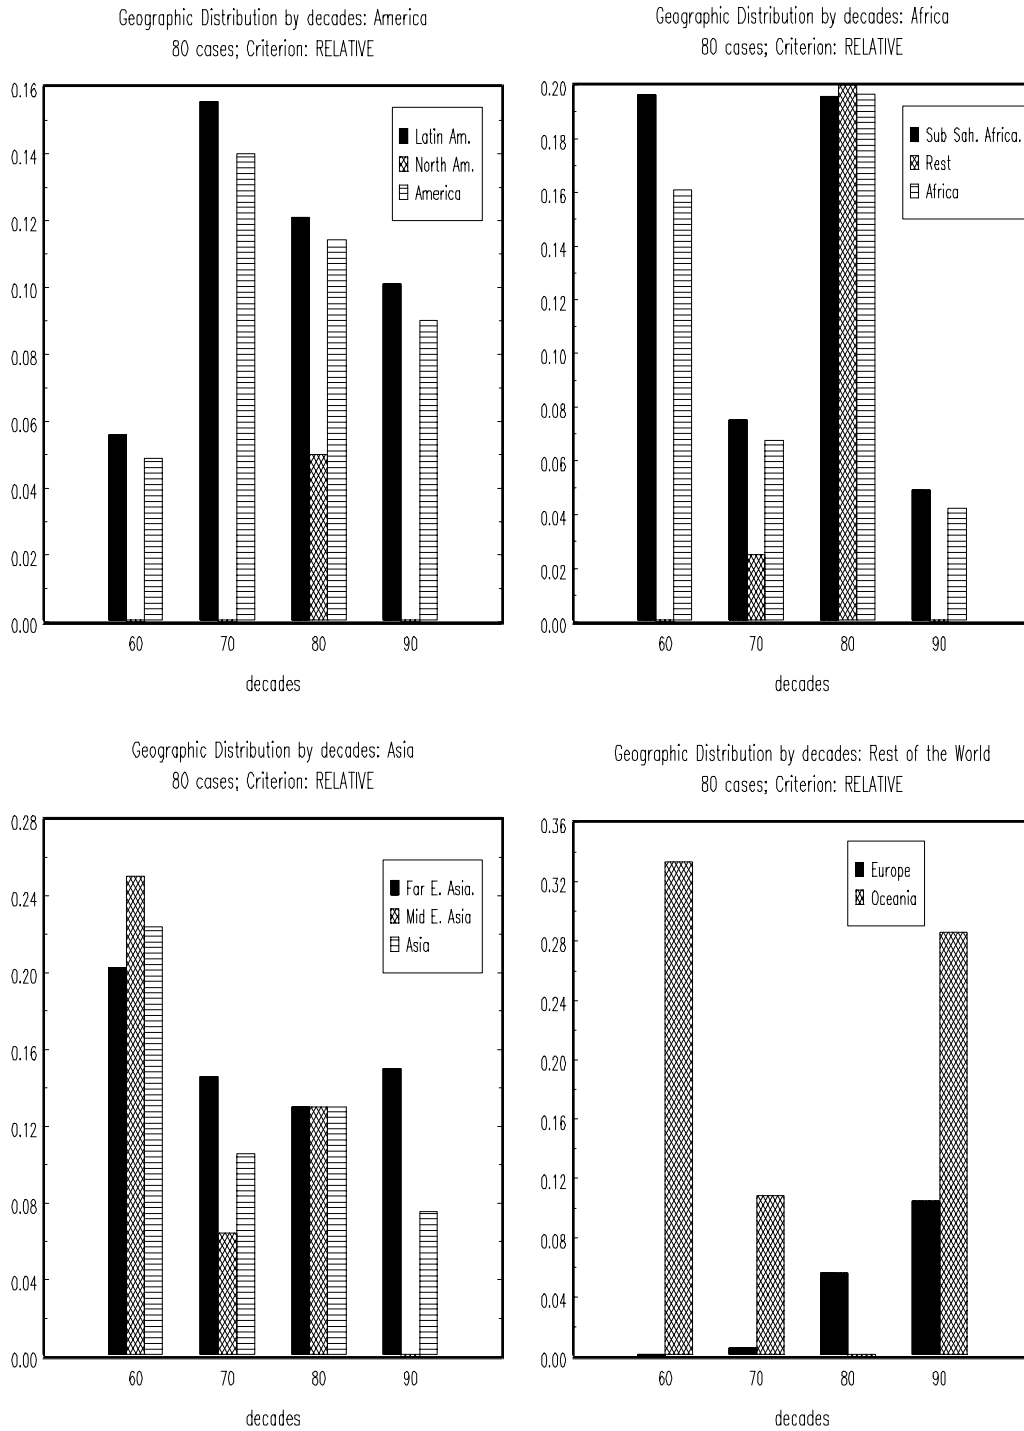 Geographic Distribution by decades: America
80 cases; Criterion: RELATIVE
0.16
0.14
0.12
0.10
0.08
0.06
0.04
0.02
0.00
Latin Am.
North Am.
America
60 70 80 90
decades
Geographic Distribution by decades: Africa
80 cases; Criterion: RELATIVE
0.20
0.18
0.16
0.14
0.12
0.10
0.08
0.06
0.04
0.02
0.00
Sub Sah. Africa.
Rest
Africa
60 70 80 90
decades
Geographic Distribution by decades: Asia
80 cases; Criterion: RELATIVE
0.28
0.24
0.20
0.16
0.12
0.08
0.04
0.00
Far E. Asia.
Mid E. Asia
Asia
60 70 80 90
decades
Geographic Distribution by decades: Rest of the World
80 cases; Criterion: RELATIVE
0.36
0.32
0.28
0.24
0.20
0.16
0.12
0.08
0.04
0.00
Europe
Oceania
60 70 80 90
decades